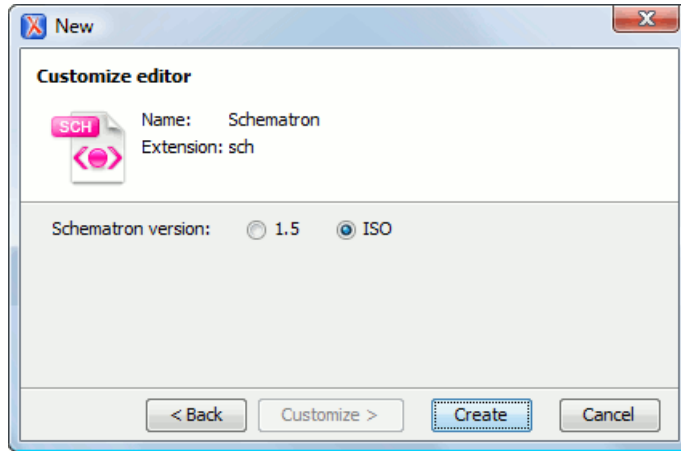 New
Customize editor
SCH
Name: Schematron
Extension: sch
Schematron version: 1.5 ISO
< Back Customize > Create Cancel